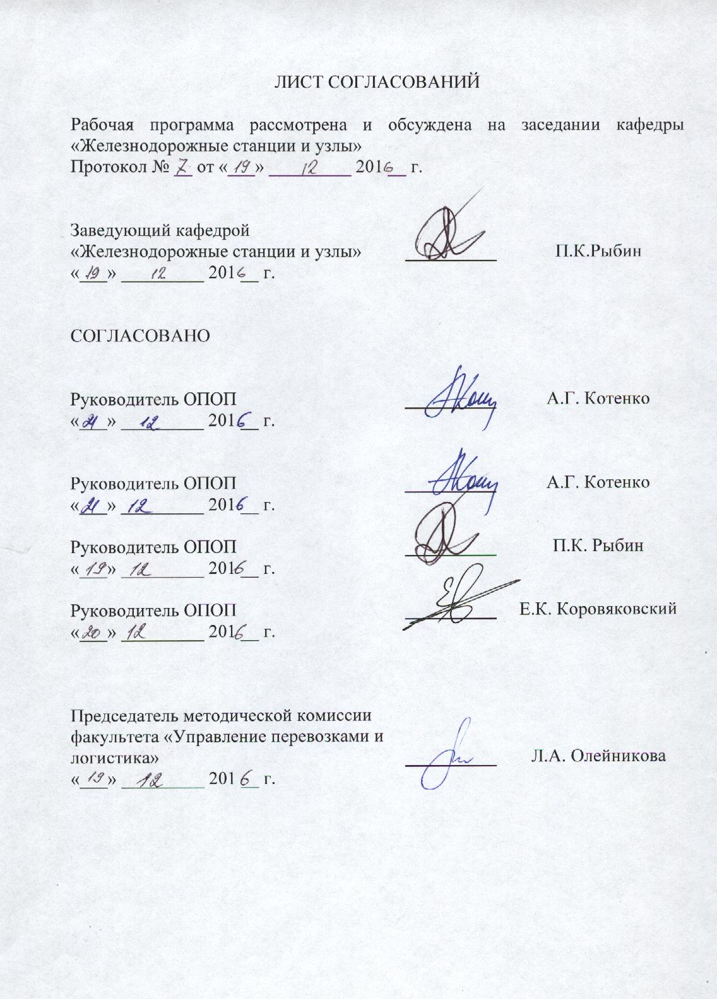 ЛИСТ СОГЛАСОВАНИЙ
Рабочая программа рассмотрена и обсуждена на заседании кафедры
«Железнодорожные станции и узлы»
Протокол № 7 от «19» 12 2016 г.
Заведующий кафедрой
«Железнодорожные станции и узлы» П.К.Рыбин
«19» 12 2016 г.
СОГЛАСОВАНО
Руководитель ОПОП А.Г. Котенко
«21» 12 2016 г.
Руководитель ОПОП А.Г. Котенко
«21» 12 2016 г.
Руководитель ОПОП П.К. Рыбин
«19» 12 2016 г.
Руководитель ОПОП Е.К. Коровяковский
«20» 12 2016 г.
Председатель методической комиссии
факультета «Управление перевозками и
логистика» Л.А. Олейникова
«19» 12 2016 г.